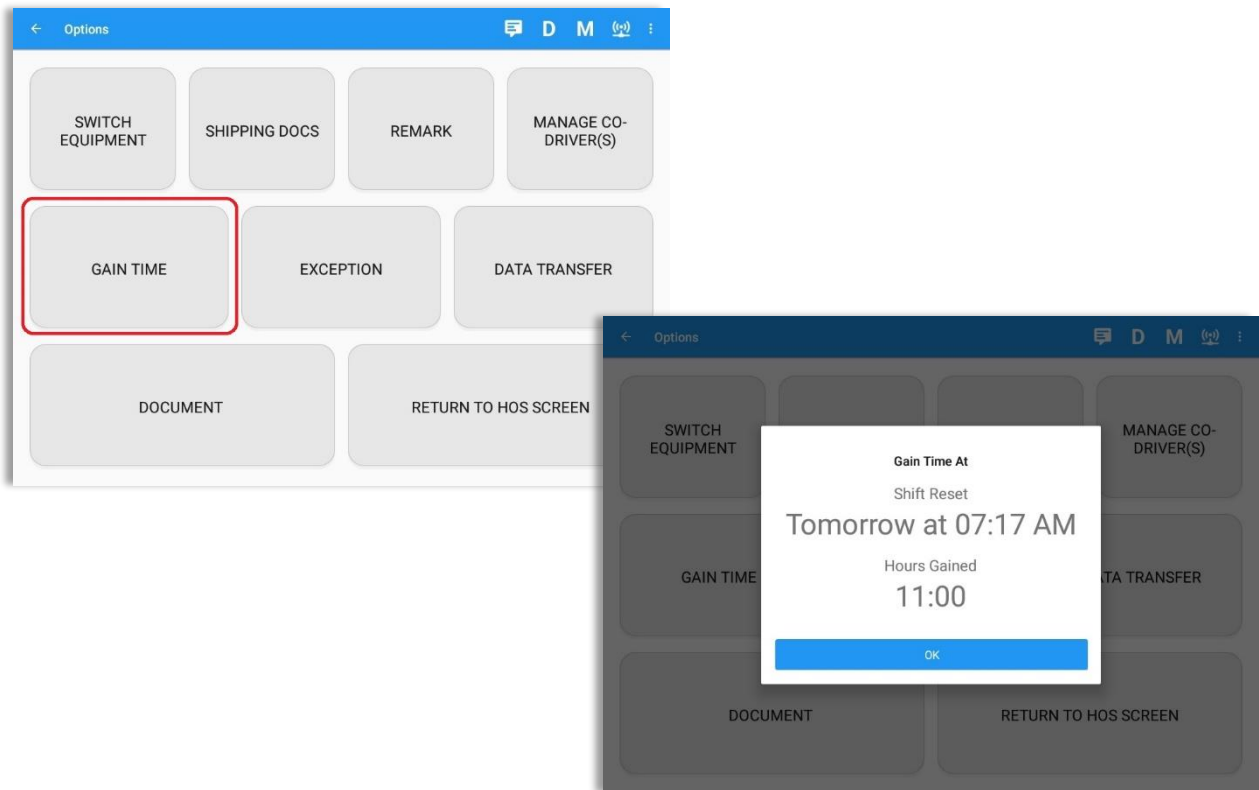 Options
D M
SWITCH
EQUIPMENT
SHIPPING DOCS
REMARK
MANAGE CO-
DRIVER(S)
GAIN TIME
EXCEPTION
DATA TRANSFER
DOCUMENT
RETURN TO HOS SCREEN
Options
D M
SWITCH
EQUIPMENT
MANAGE CO-
DRIVER(S)
Gain Time At
Shift Reset
Tomorrow at 07:17 AM
Hours Gained
11:00
OK
GAIN TIME
TA TRANSFER
DOCUMENT
RETURN TO HOS SCREEN